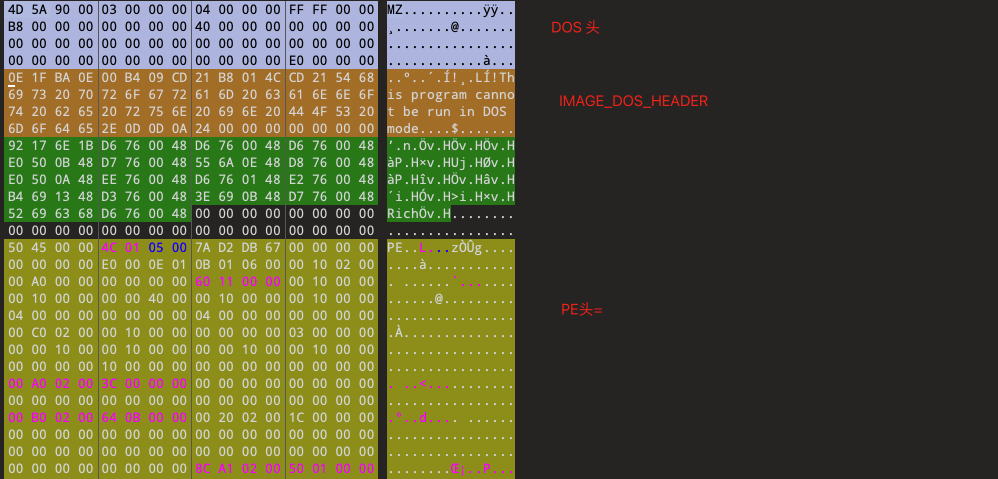 4D 5A 90 00 03 00 00 00 04 00 00 00 FF FF 00 00 MZ..........ÿÿ..
B8 00 00 00 00 00 00 00 40 00 00 00 00 00 00 00 ¸.......@.......
DOS 头
00 00 00 00 00 00 00 00 00 00 00 00 00 00 00 00 ................
00 00 00 00 00 00 00 00 00 00 00 00 E0 00 00 00 ............à...
0E 1F BA 0E 00 B4 09 CD 21 B8 01 4C CD 21 54 68 ..º..´.Í!¸.LÍ!Th
69 73 20 70 72 6F 67 72 61 6D 20 63 61 6E 6E 6F is program canno
IMAGE_DOS_HEADER
74 20 62 65 20 72 75 6E 20 69 6E 20 44 4F 53 20 t be run in DOS
6D 6F 64 65 2E 0D 0D 0A 24 00 00 00 00 00 00 00 mode....$.......
92 17 6E 1B D6 76 00 48 D6 76 00 48 D6 76 00 48 ’.n.Öv.HÖv.HÖv.H
E0 50 0B 48 D7 76 00 48 55 6A 0E 48 D8 76 00 48 àP.H×v.HUj.HØv.H
E0 50 0A 48 EE 76 00 48 D6 76 01 48 E2 76 00 48 àP.Hîv.HÖv.Hâv.H
B4 69 13 48 D3 76 00 48 3E 69 0B 48 D7 76 00 48 ´i.HÓv.H>i.H×v.H
52 69 63 68 D6 76 00 48 00 00 00 00 00 00 00 00 RichÖv.H........
00 00 00 00 00 00 00 00 00 00 00 00 00 00 00 00 ................
50 45 00 00 4C 01 05 00 7A D2 DB 67 00 00 00 00 PE..L...zÒÛg....
00 00 00 00 E0 00 0E 01 0B 01 06 00 00 10 02 00 ....à...........
00 A0 00 00 00 00 00 00 60 11 00 00 00 10 00 00 . ......`.......
00 10 00 00 00 00 40 00 00 10 00 00 00 10 00 00 ......@.........
PE头=
04 00 00 00 00 00 00 00 04 00 00 00 00 00 00 00 ................
00 C0 02 00 00 10 00 00 00 00 00 00 03 00 00 00 .À..............
00 00 10 00 00 10 00 00 00 00 10 00 00 10 00 00 ................
00 00 00 00 10 00 00 00 00 00 00 00 00 00 00 00 ................
00 A0 02 00 3C 00 00 00 00 00 00 00 00 00 00 00 . ..<...........
00 00 00 00 00 00 00 00 00 00 00 00 00 00 00 00 ................
00 B0 02 00 64 0B 00 00 00 20 02 00 1C 00 00 00 .°..d.... ......
00 00 00 00 00 00 00 00 00 00 00 00 00 00 00 00 ................
00 00 00 00 00 00 00 00 00 00 00 00 00 00 00 00 ................
00 00 00 00 00 00 00 00 8C A1 02 00 50 01 00 00 ........Œ¡..P...